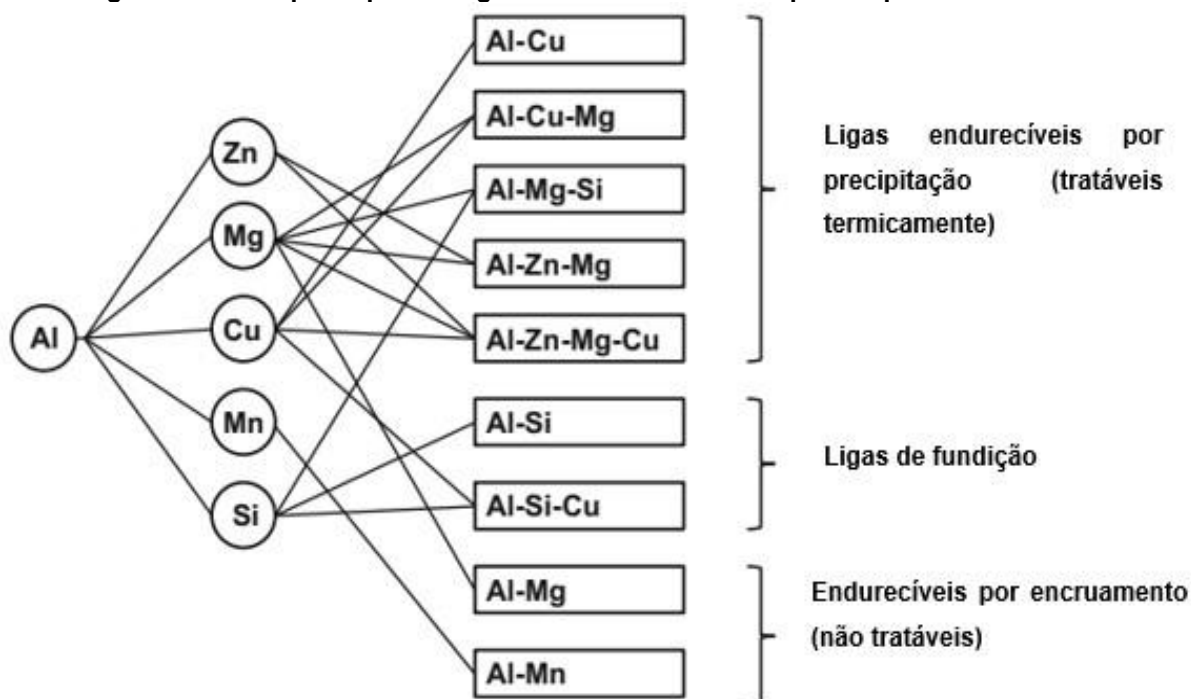 Al-Cu
Al-Cu-Mg
Al-Mg-Si
Al-Zn-Mg
Al-Zn-Mg-Cu
Al-Si
Al-Si-Cu
Al-Mg
Al-Mn
Zn
Mg
Cu
Mn
Si
Al
Ligas endurecíveis por
precipitação (tratáveis
termicamente)
Ligas de fundição
Endurecíveis por encruamento
(não tratáveis)